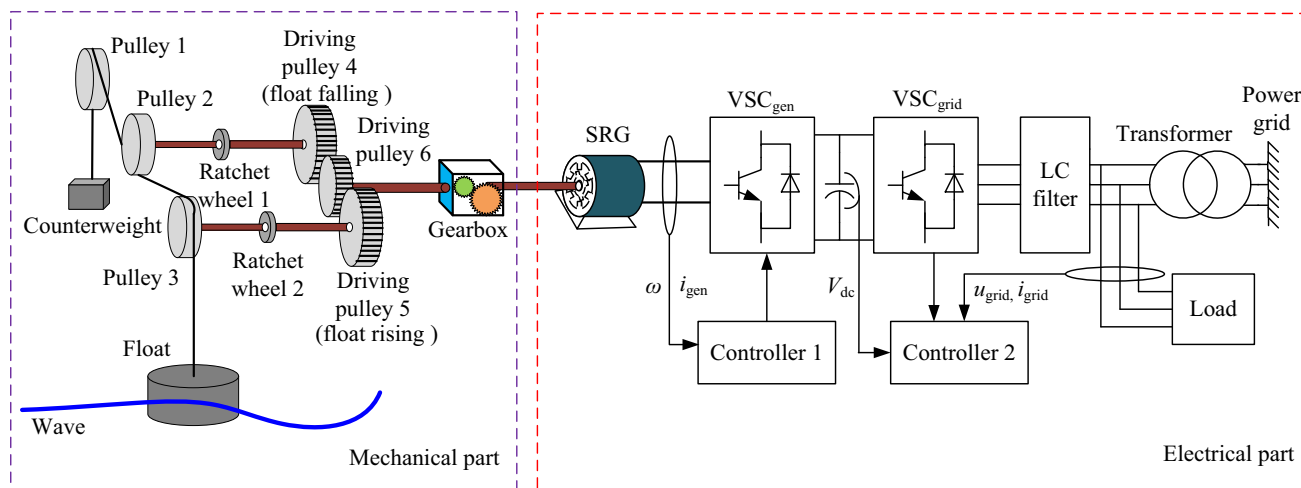 Pulley 1
Driving
pulley 4
(float falling )
Pulley 2
Driving
pulley 6
Ratchet
wheel 1
Counterweight
Gearbox
Pulley 3
Ratchet
wheel 2
Driving
pulley 5
(float rising )
Float
Wave
Mechanical part
SRG
VSCgen
VSCgrid
LC
filter
Transformer
Power
grid
ω
igen
Vdc
ugrid, igrid
Load
Controller 1
Controller 2
Electrical part